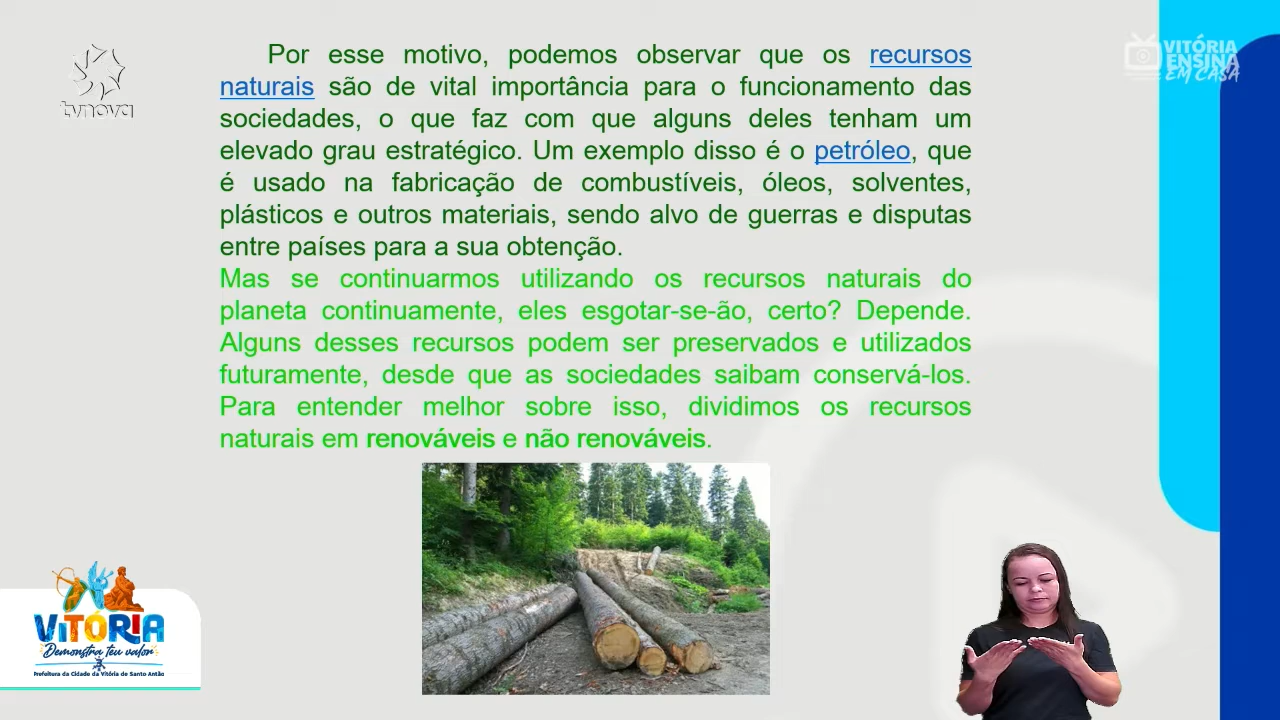 Por esse motivo, podemos observar que os recursos
naturais são de vital importância para o funcionamento das
sociedades, o que faz com que alguns deles tenham um
elevado grau estratégico. Um exemplo disso é o petróleo, que
é usado na fabricação de combustíveis, óleos, solventes,
plásticos e outros materiais, sendo alvo de guerras e disputas
entre países para a sua obtenção.
Mas se continuarmos utilizando os recursos naturais do
planeta continuamente, eles esgotar-se-ão, certo? Depende.
Alguns desses recursos podem ser preservados e utilizados
futuramente, desde que as sociedades saibam conservá-los.
Para entender melhor sobre isso, dividimos os recursos
naturais em renováveis e não renováveis.
tvnova
VITÓRIA
ENSINA
EM CASA
VITÓRIA
Demonstra teu valor
Prefeitura da Cidade da Vitória de Santo Antão